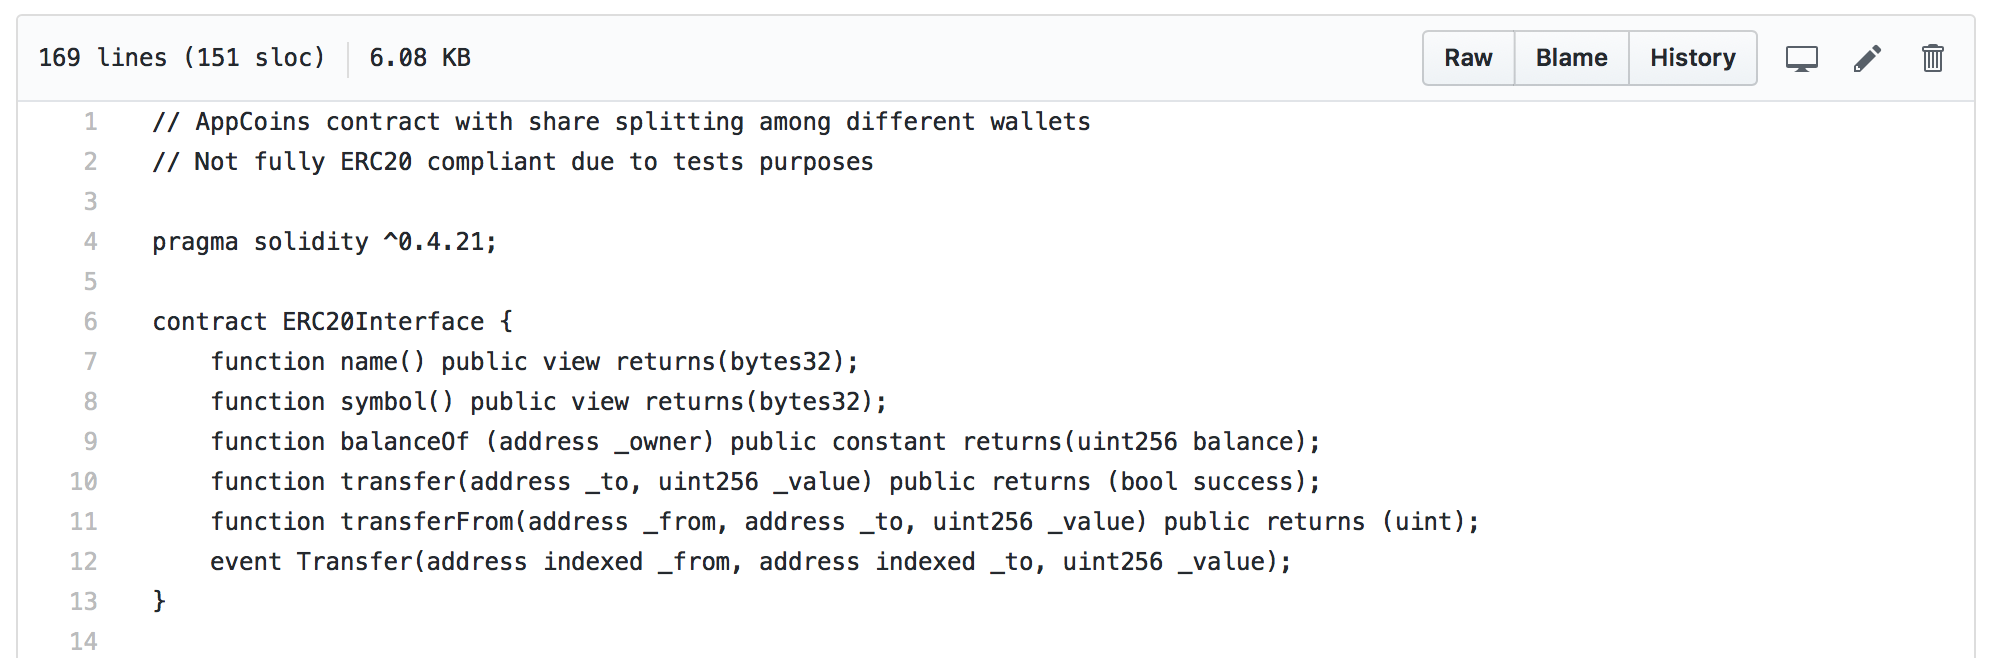 169 lines (151 sloc) 6.08 KB Raw Blame History
1 // AppCoins contract with share splitting among different wallets
2 // Not fully ERC20 compliant due to tests purposes
3
4 pragma solidity ^0.4.21;
5
6 contract ERC20Interface {
7     function name() public view returns(bytes32);
8     function symbol() public view returns(bytes32);
9     function balanceOf (address _owner) public constant returns(uint256 balance);
10     function transfer(address _to, uint256 _value) public returns (bool success);
11     function transferFrom(address _from, address _to, uint256 _value) public returns (uint);
12     event Transfer(address indexed _from, address indexed _to, uint256 _value);
13 }
14